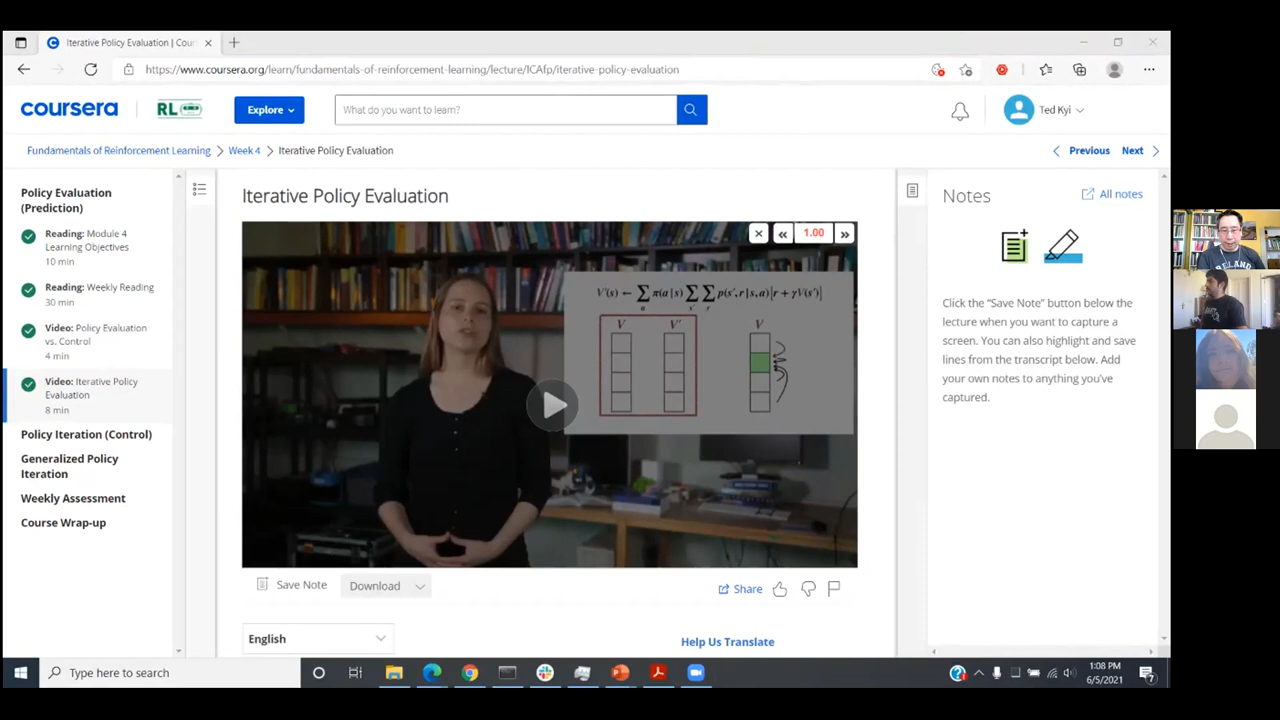 Iterative Policy Evaluation | Cou
https://www.coursera.org/learn/fundamentals-of-reinforcement-learning/lecture/ICAfp/iterative-policy-evaluation
coursera
RL
Explore
What do you want to learn?
Ted Kyi
Fundamentals of Reinforcement Learning
Week 4
Iterative Policy Evaluation
Previous
Next
Policy Evaluation
(Prediction)
Reading: Module 4
Learning Objectives
10 min
Reading: Weekly Reading
30 min
Video: Policy Evaluation
vs. Control
4 min
Video: Iterative Policy
Evaluation
8 min
Policy Iteration (Control)
Generalized Policy
Iteration
Weekly Assessment
Course Wrap-up
Iterative Policy Evaluation
1.00
V'(s) ← ∑ π(a|s) ∑ ∑ p(s',r|s,a)[r + γV(s')]
a s' r
V V' V
Save Note
Download
Share
English
Help Us Translate
Notes
All notes
Click the “Save Note” button below the
lecture when you want to capture a
screen. You can also highlight and save
lines from the transcript below. Add
your own notes to anything you’ve
captured.
IRELAND
Type here to search
1:08 PM
6/5/2021
7